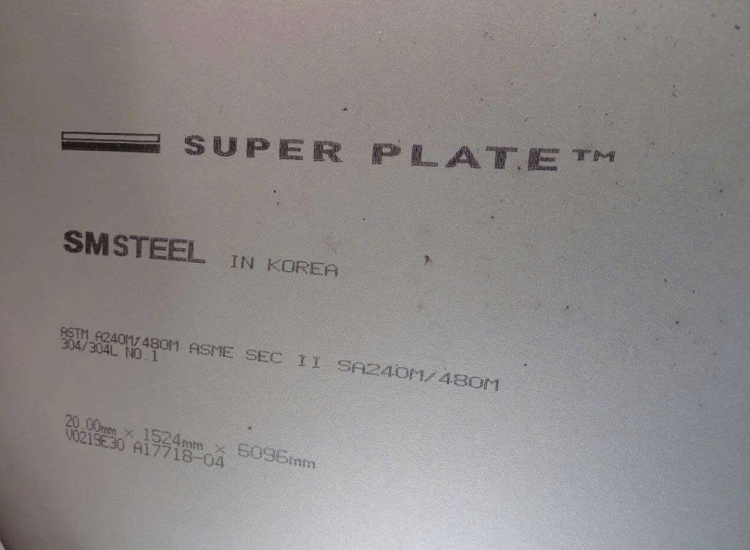 SUPER PLATE™
SMSTEEL IN KOREA
ASTM A240M/480M ASME SEC II SA240M/480M
304/304L NO.1
20.00mm × 1524mm × 6096mm
V0219E30 A17718-04